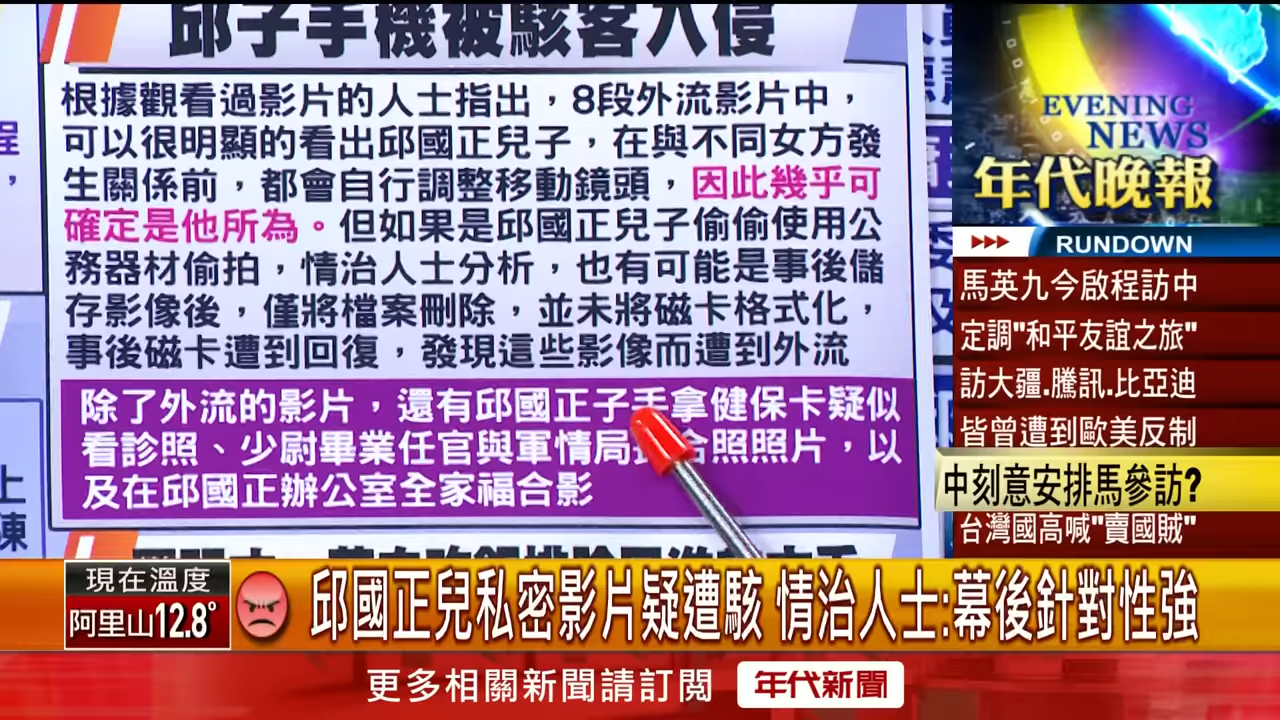 邱子手機被駭客入侵
根據觀看過影片的人士指出，8段外流影片中，
可以很明顯的看出邱國正兒子，在與不同女方發
生關係前，都會自行調整移動鏡頭，因此幾乎可
確定是他所為。但如果是邱國正兒子偷偷使用公
務器材偷拍，情治人士分析，也有可能是事後儲
存影像後，僅將檔案刪除，並未將磁卡格式化，
事後磁卡遭到回復，發現這些影像而遭到外流
除了外流的影片，還有邱國正子手拿健保卡疑似
看診照、少尉畢業任官與軍情局 合照照片，以
及在邱國正辦公室全家福合影
程
，
上
陳
EVENING
NEWS
年代晚報
RUNDOWN
馬英九今啟程訪中
定調"和平友誼之旅"
訪大疆.騰訊.比亞迪
皆曾遭到歐美反制
中刻意安排馬參訪?
台灣國高喊"賣國賊"
現在溫度
阿里山12.8°
邱國正兒私密影片疑遭駭 情治人士:幕後針對性強
更多相關新聞請訂閱
年代新聞